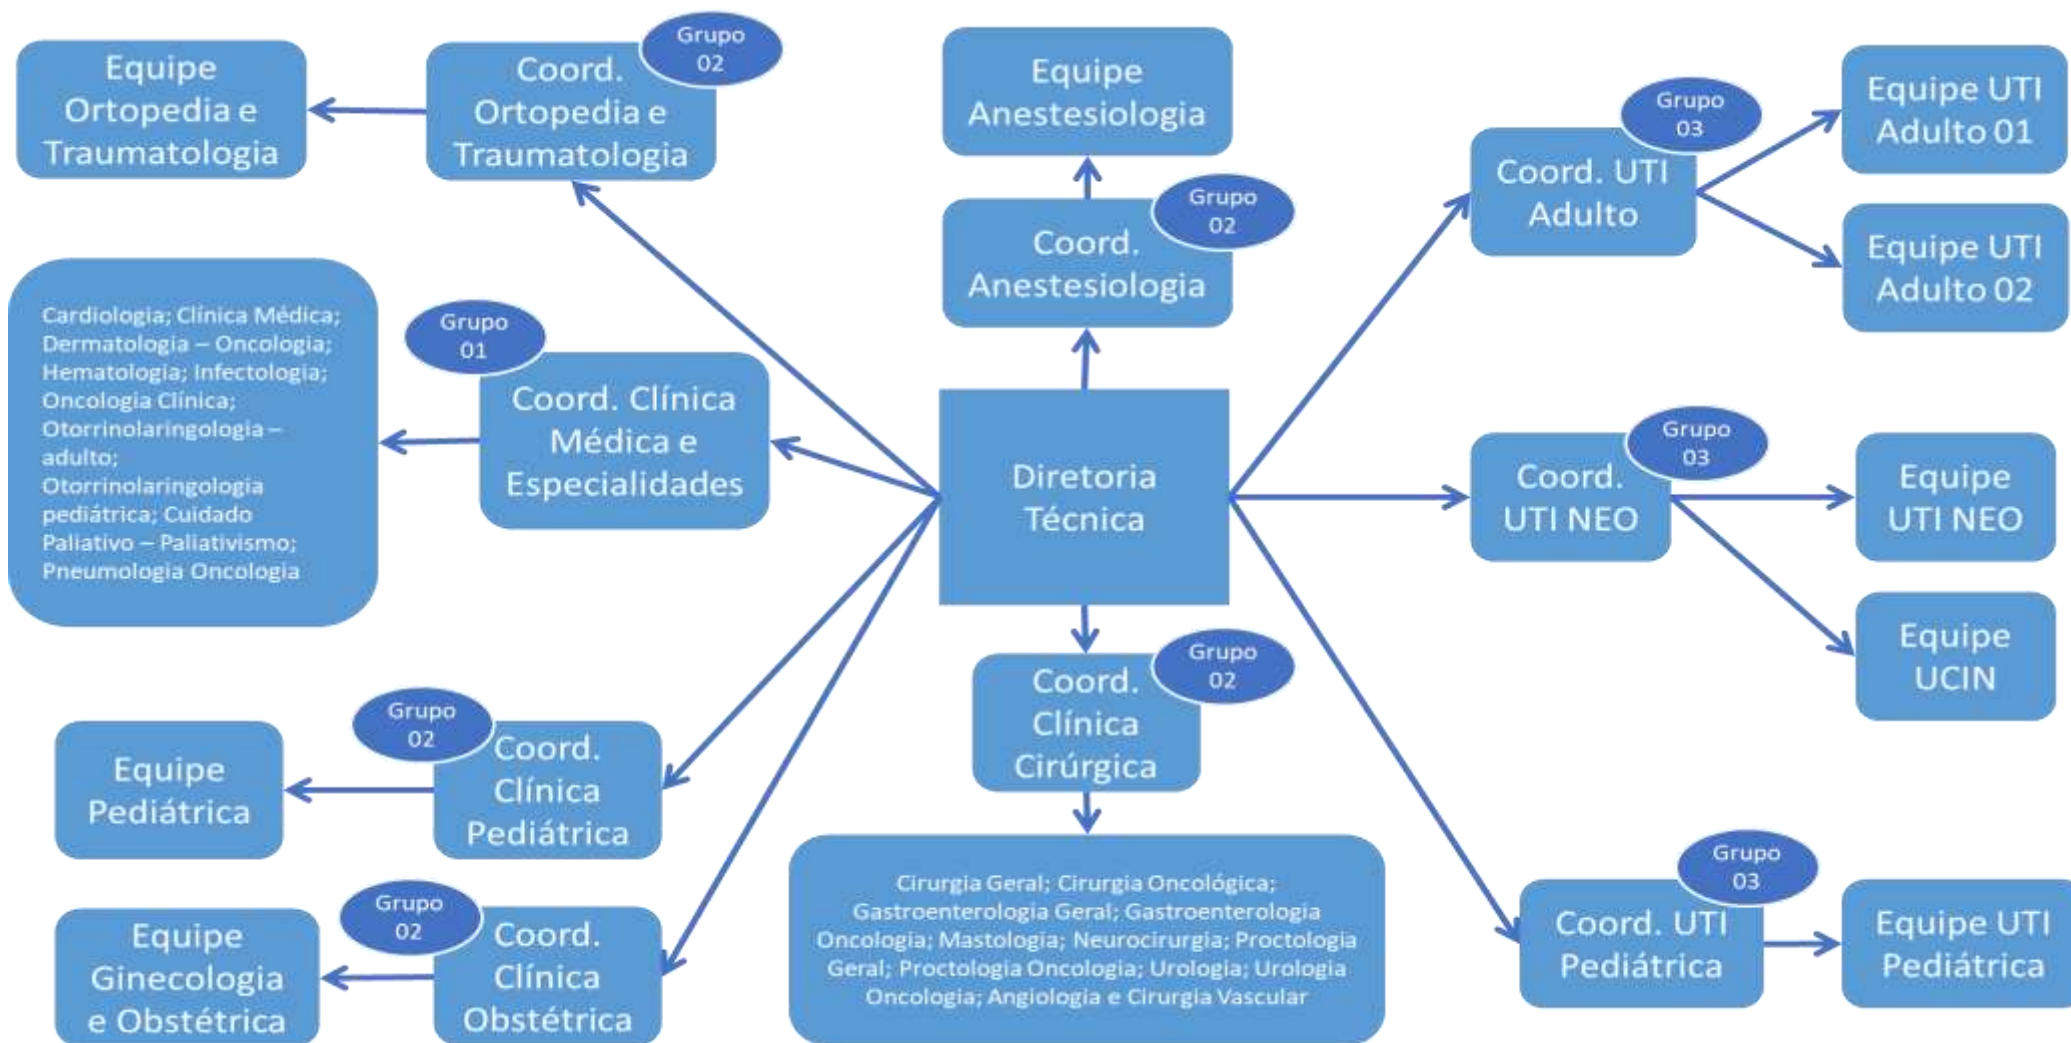 Equipe
Ortopedia e
Traumatologia
Coord.
Ortopedia e
Traumatologia
Grupo
02
Equipe
Anestesiologia
Coord.
Anestesiologia
Grupo
02
Coord. UTI
Adulto
Grupo
03
Equipe UTI
Adulto 01
Equipe UTI
Adulto 02
Cardiologia; Clínica Médica;
Dermatologia – Oncologia;
Hematologia; Infectologia;
Oncologia Clínica;
Otorrinolaringologia –
adulto;
Otorrinolaringologia
pediátrica; Cuidado
Paliativo – Paliativismo;
Pneumologia Oncologia
Grupo
01
Coord. Clínica
Médica e
Especialidades
Diretoria
Técnica
Coord.
UTI NEO
Grupo
03
Equipe
UTI NEO
Equipe
UCIN
Coord.
Clínica
Cirúrgica
Grupo
02
Equipe
Pediátrica
Grupo
02
Coord.
Clínica
Pediátrica
Equipe
Ginecologia
e Obstétrica
Grupo
02
Coord.
Clínica
Obstétrica
Cirurgia Geral; Cirurgia Oncológica;
Gastroenterologia Geral; Gastroenterologia
Oncologia; Mastologia; Neurocirurgia; Proctologia
Geral; Proctologia Oncologia; Urologia; Urologia
Oncologia; Angiologia e Cirurgia Vascular
Coord. UTI
Pediátrica
Grupo
03
Equipe UTI
Pediátrica